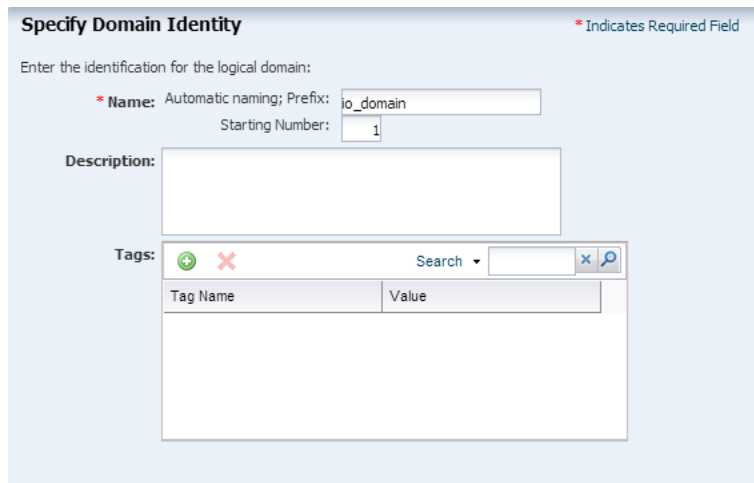 Specify Domain Identity
* Indicates Required Field
Enter the identification for the logical domain:
* Name: Automatic naming; Prefix: io_domain
Starting Number: 1
Description:
Tags:
Search
Tag Name Value